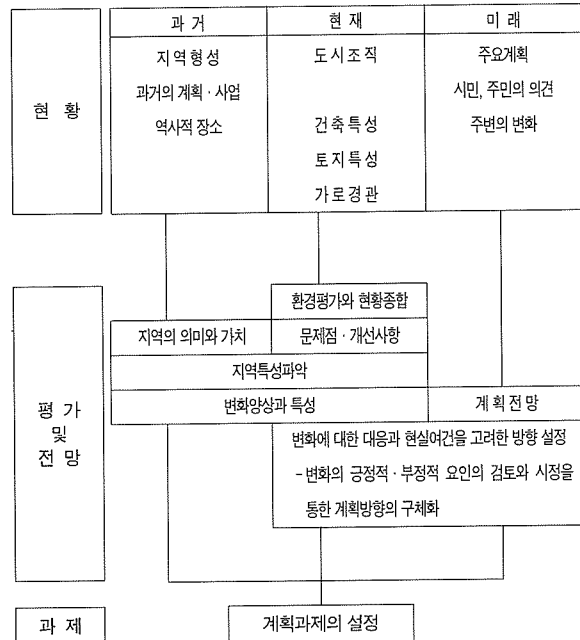 과 거
현 재
미 래
현 황
지 역 형 성
과거의 계획 · 사업
역사적 장소
도 시 조 직
건 축 특 성
토 지 특 성
가 로 경 관
주요계획
시민, 주민의 의견
주변의 변화
평 가
및
전 망
환경평가와 현황종합
지역의 의미와 가치
문제점 · 개선사항
지역특성파악
변화양상과 특성
계 획 전 망
변화에 대한 대응과 현실여건을 고려한 방향 설정
- 변화의 긍정적 · 부정적 요인의 검토와 시정을
통한 계획방향의 구체화
과 제
계획과제의 설정